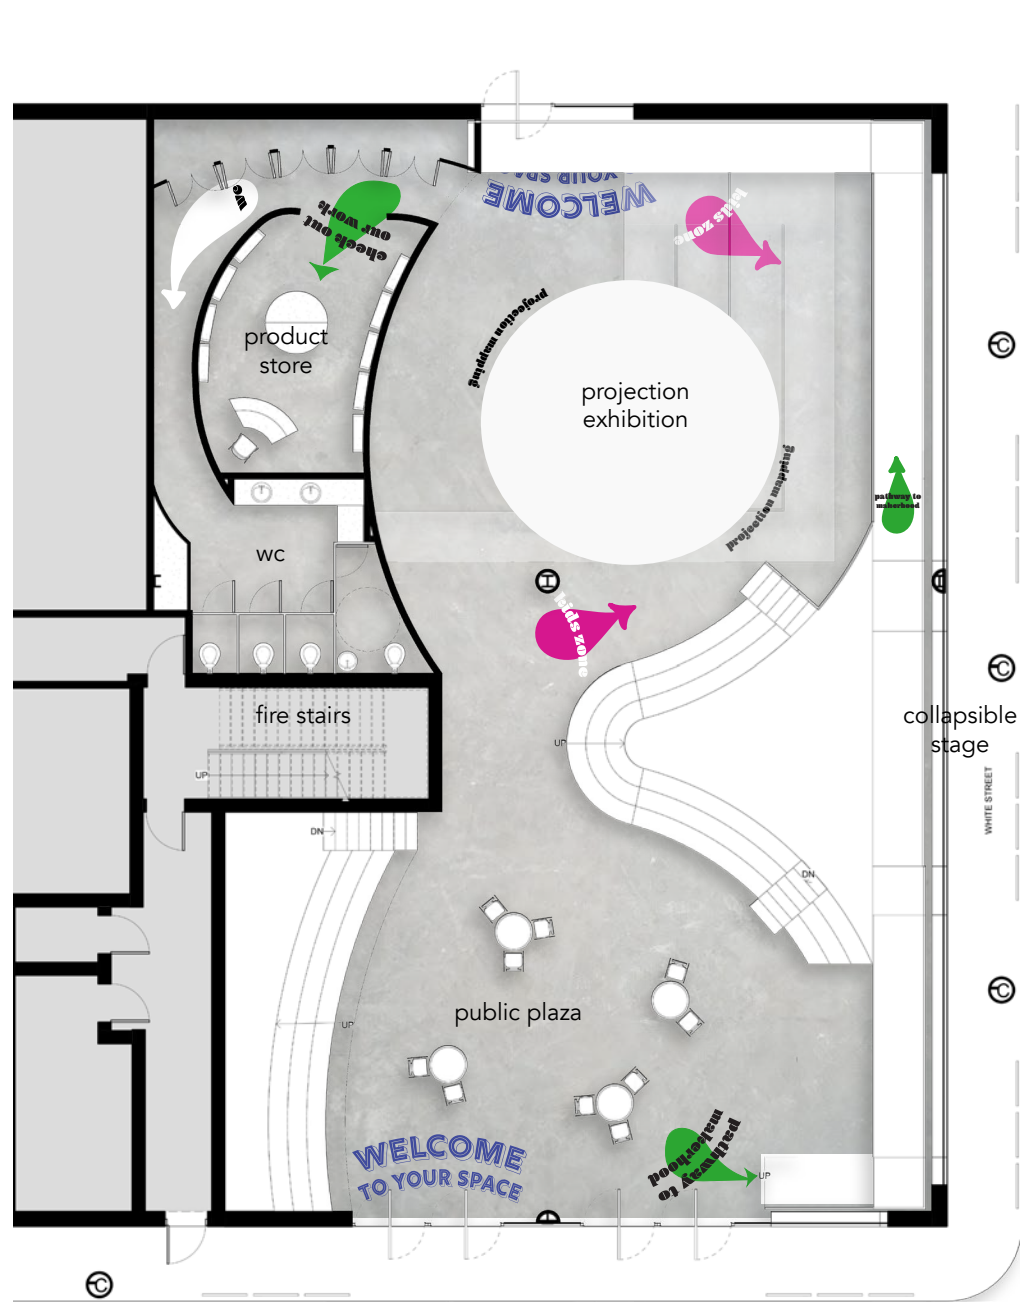 WELCOME
YOUR SPA
we
check out
our work
kids zone
projection mapping
product
store
projection
exhibition
projection mapping
pathway to
makerhood
wc
H
kids zone
fire stairs
UP
UP
collapsible
stage
WHITE STREET
DN
DN
public plaza
UP
WELCOME
TO YOUR SPACE
pathway to
makerhood
UP
C
C
C
C